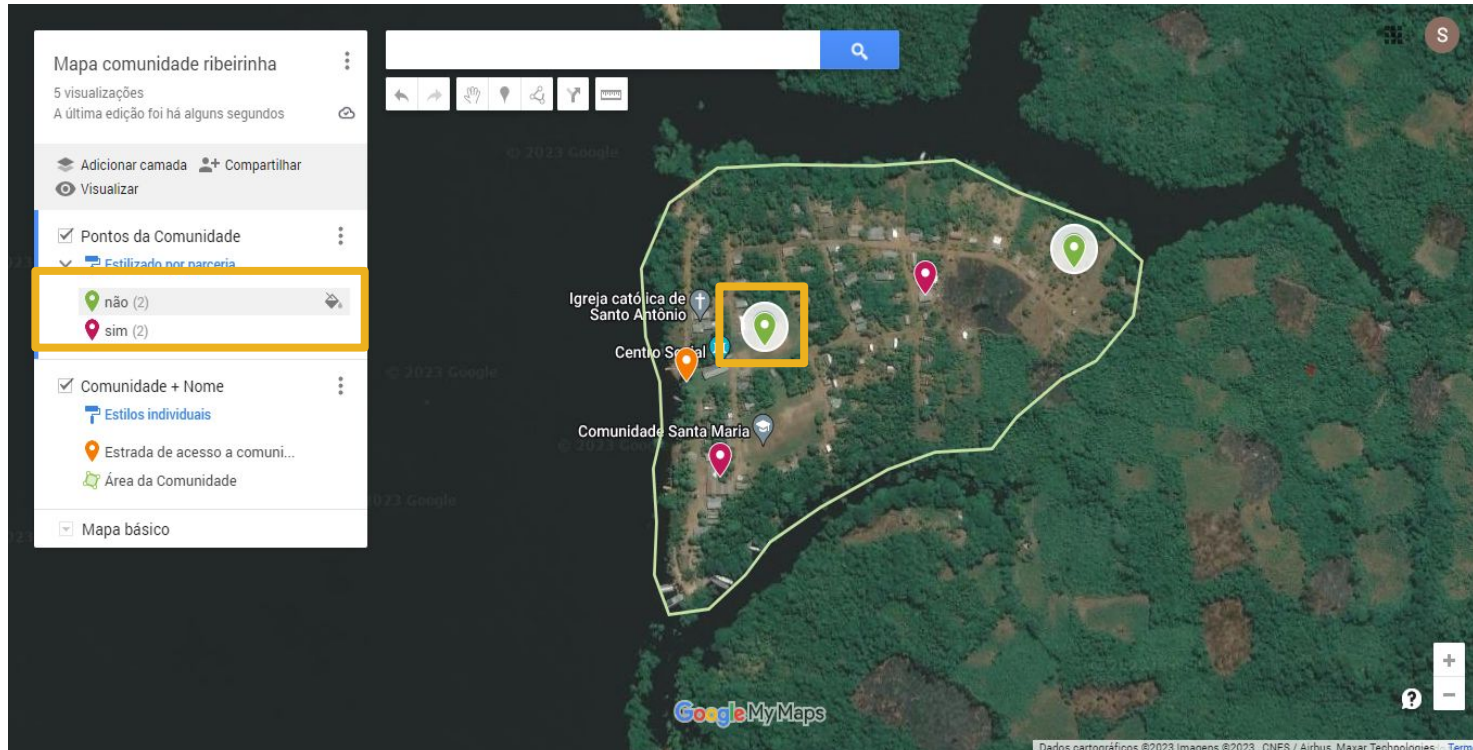 Mapa comunidade ribeirinha
5 visualizações
A última edição foi há alguns segundos
Adicionar camada
Compartilhar
Visualizar
Pontos da Comunidade
Estilizado por parceria
não (2)
sim (2)
Comunidade + Nome
Estilos individuais
Estrada de acesso a comuni...
Área da Comunidade
Mapa básico
S
© 2023 Google
Igreja católica de
Santo Antônio
Centro Social
© 2023 Google
Comunidade Santa Maria
© 2023
2023 Google
Google My Maps
Dados cartográficos ©2023 Imagens ©2023 , CNES / Airbus, Maxar Technologies